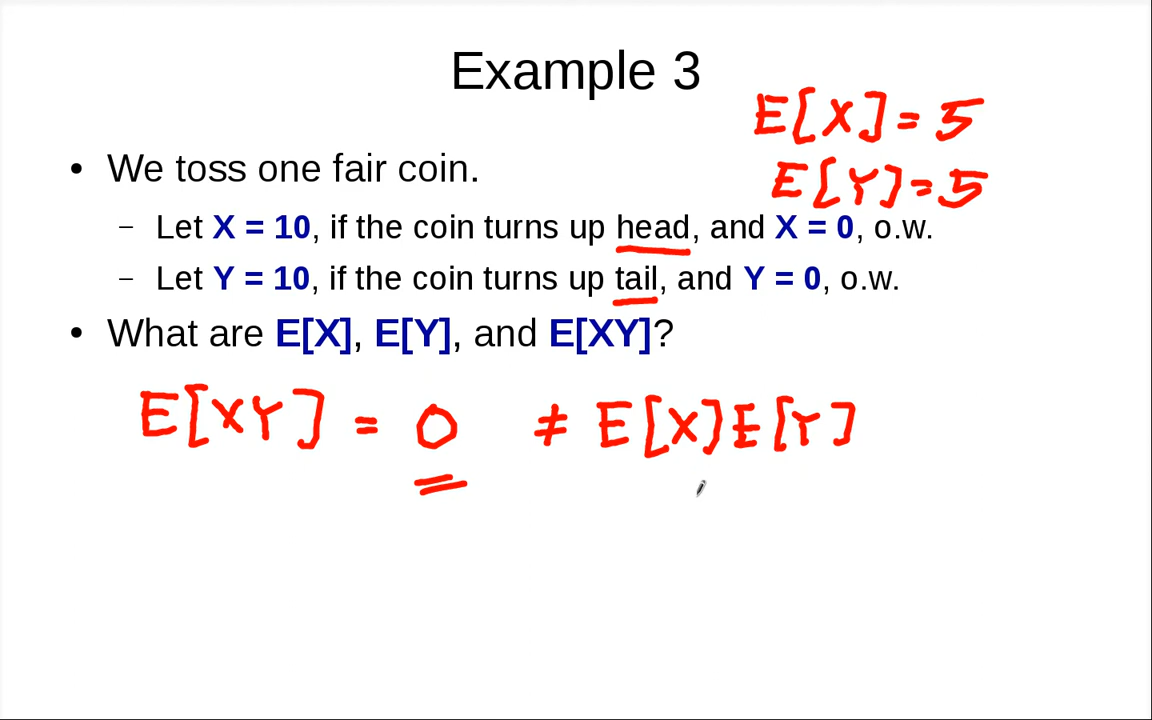 Example 3
E[X] = 5
• We toss one fair coin.
E[Y] = 5
– Let X = 10, if the coin turns up head, and X = 0, o.w.
– Let Y = 10, if the coin turns up tail, and Y = 0, o.w.
• What are E[X], E[Y], and E[XY]?
E[XY] = 0 ≠ E[X]E[Y]